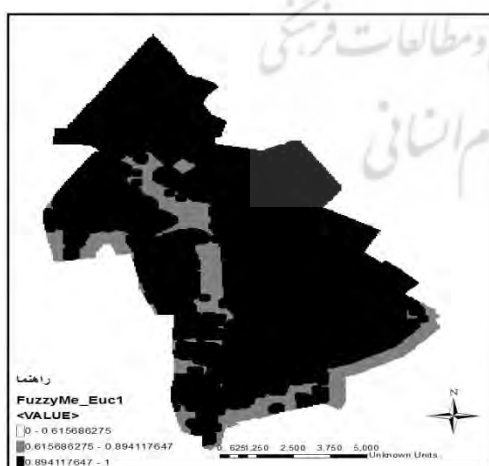 و مطالعات فرهنگی
م انسانی
راهنما
FuzzyMe_Euc1
<VALUE>
0 - 0.615686275
0.615686275 - 0.894117647
0.894117647 - 1
N
0 6251.250 2.500 3.750 5.000
Unknown Units